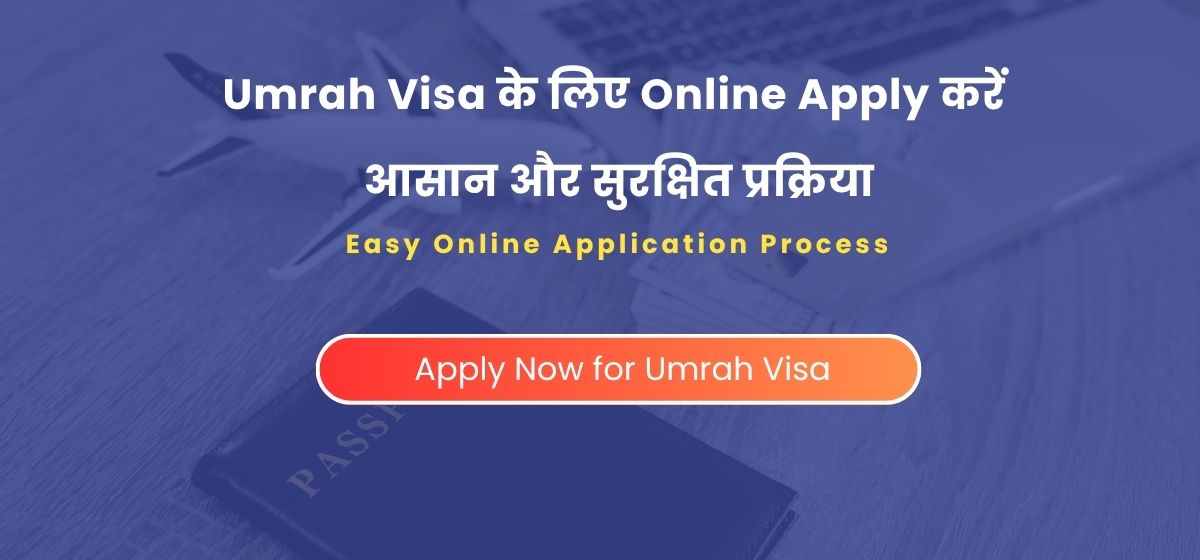 Umrah Visa के लिए Online Apply करें
आसान और सुरक्षित प्रक्रिया
Easy Online Application Process
Apply Now for Umrah Visa